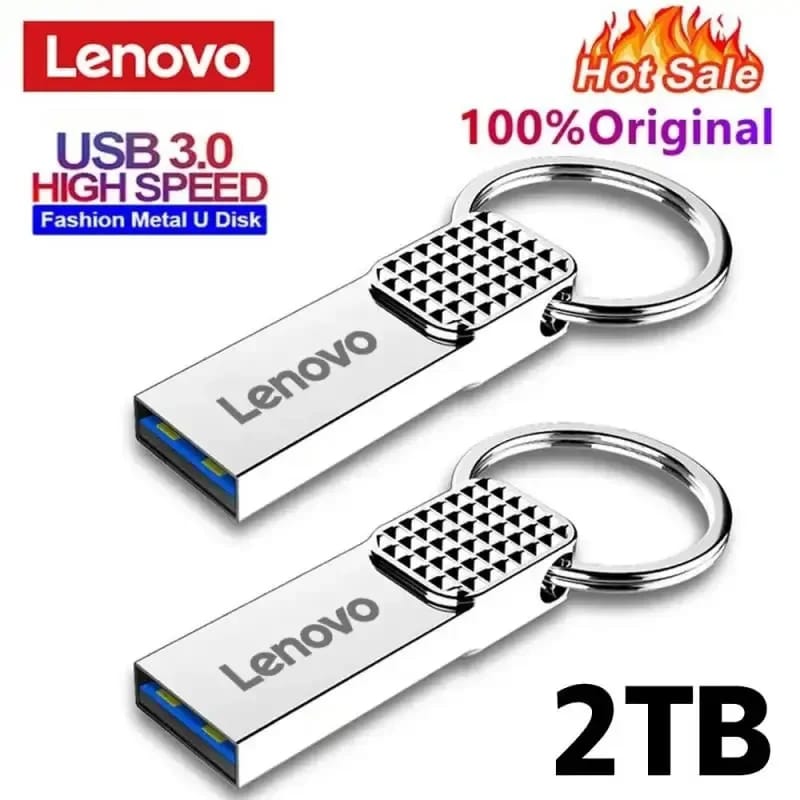 Lenovo
Hot Sale
100%Original
USB 3.0
HIGH SPEED
Fashion Metal U Disk
Lenovo
Lenovo
2TB